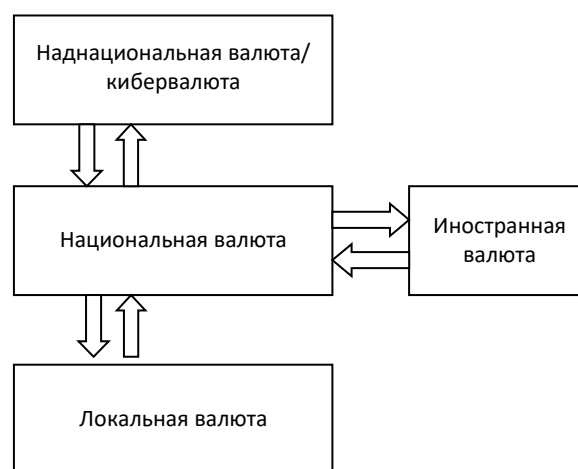 Наднациональная валюта/
кибервалюта
Национальная валюта
Иностранная
валюта
Локальная валюта